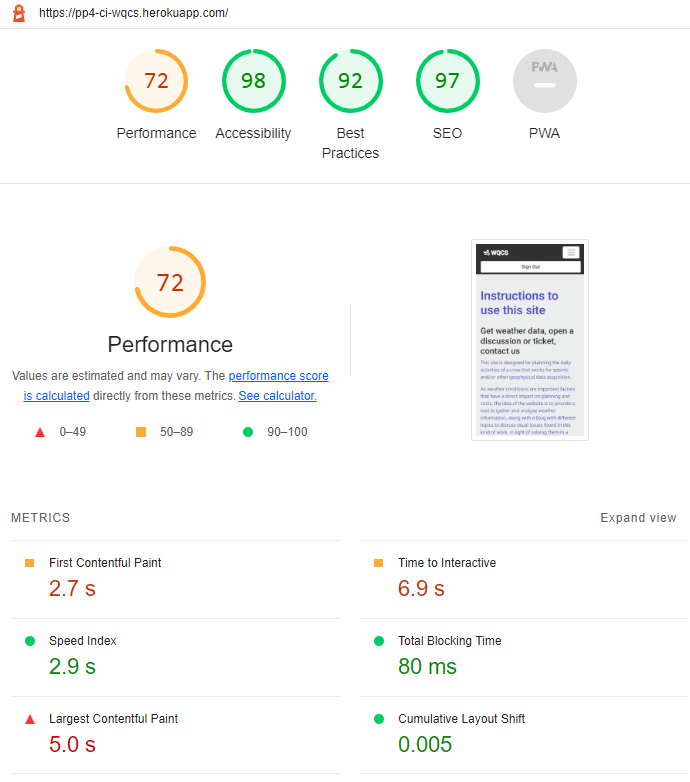 https://pp4-ci-wqcs.herokuapp.com/
72
98
92
97
PWA
Performance
Accessibility
Best
Practices
SEO
PWA
72
Performance
Values are estimated and may vary. The performance score
is calculated directly from these metrics. See calculator.
0–49
50–89
90–100
WQCS
Sign Out
Instructions to
use this site
Get weather data, open a
discussion or ticket,
contact us
This site is designed for planning the daily
activities of a crew that works for seismic
and/or other geophysical data acquisition.
As weather conditions are important factors
that have a direct impact on planning and
costs, the idea of the website is to provide a
tool to gather and analyse weather
information, along with a blog with different
topics to discuss usual issues found in this
kind of work, in light of solving them in a
METRICS
Expand view
First Contentful Paint
2.7 s
Time to Interactive
6.9 s
Speed Index
2.9 s
Total Blocking Time
80 ms
Largest Contentful Paint
5.0 s
Cumulative Layout Shift
0.005